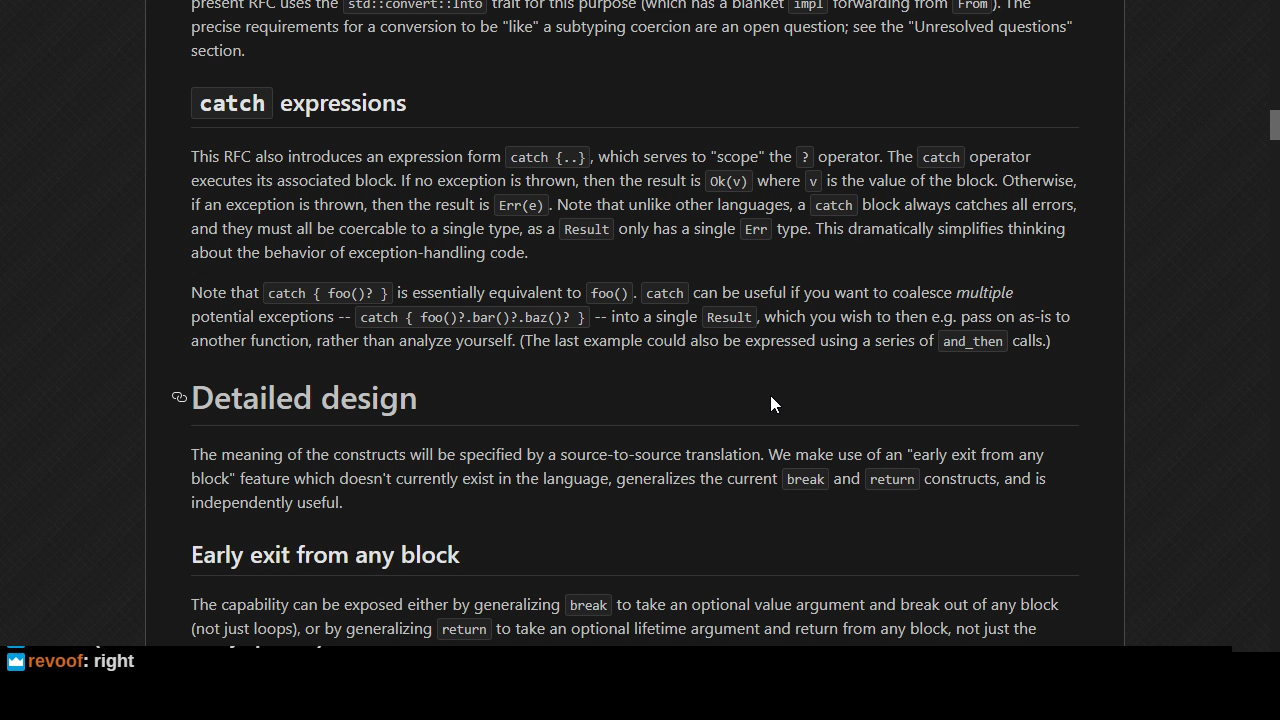 present RFC uses the std::convert::Into trait for this purpose (which has a blanket impl forwarding from From). The
precise requirements for a conversion to be "like" a subtyping coercion are an open question; see the "Unresolved questions"
section.
catch expressions
This RFC also introduces an expression form catch {..}, which serves to "scope" the ? operator. The catch operator
executes its associated block. If no exception is thrown, then the result is Ok(v) where v is the value of the block. Otherwise,
if an exception is thrown, then the result is Err(e). Note that unlike other languages, a catch block always catches all errors,
and they must all be coercable to a single type, as a Result only has a single Err type. This dramatically simplifies thinking
about the behavior of exception-handling code.
Note that catch { foo()? } is essentially equivalent to foo(). catch can be useful if you want to coalesce multiple
potential exceptions -- catch { foo()?.bar()?.baz()? } -- into a single Result, which you wish to then e.g. pass on as-is to
another function, rather than analyze yourself. (The last example could also be expressed using a series of and_then calls.)
Detailed design
The meaning of the constructs will be specified by a source-to-source translation. We make use of an "early exit from any
block" feature which doesn't currently exist in the language, generalizes the current break and return constructs, and is
independently useful.
Early exit from any block
The capability can be exposed either by generalizing break to take an optional value argument and break out of any block
(not just loops), or by generalizing return to take an optional lifetime argument and return from any block, not just the
revoof: right